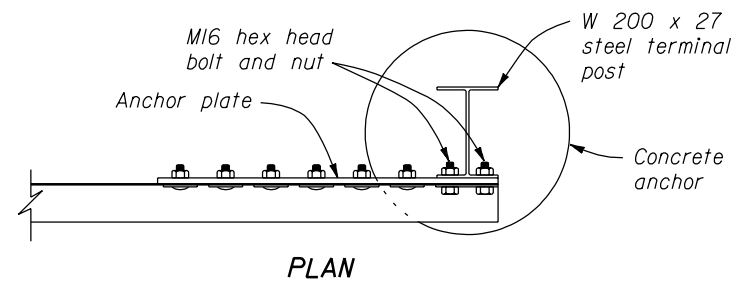 M16 hex head
bolt and nut
Anchor plate
W 200 x 27
steel terminal
post
Concrete
anchor
PLAN